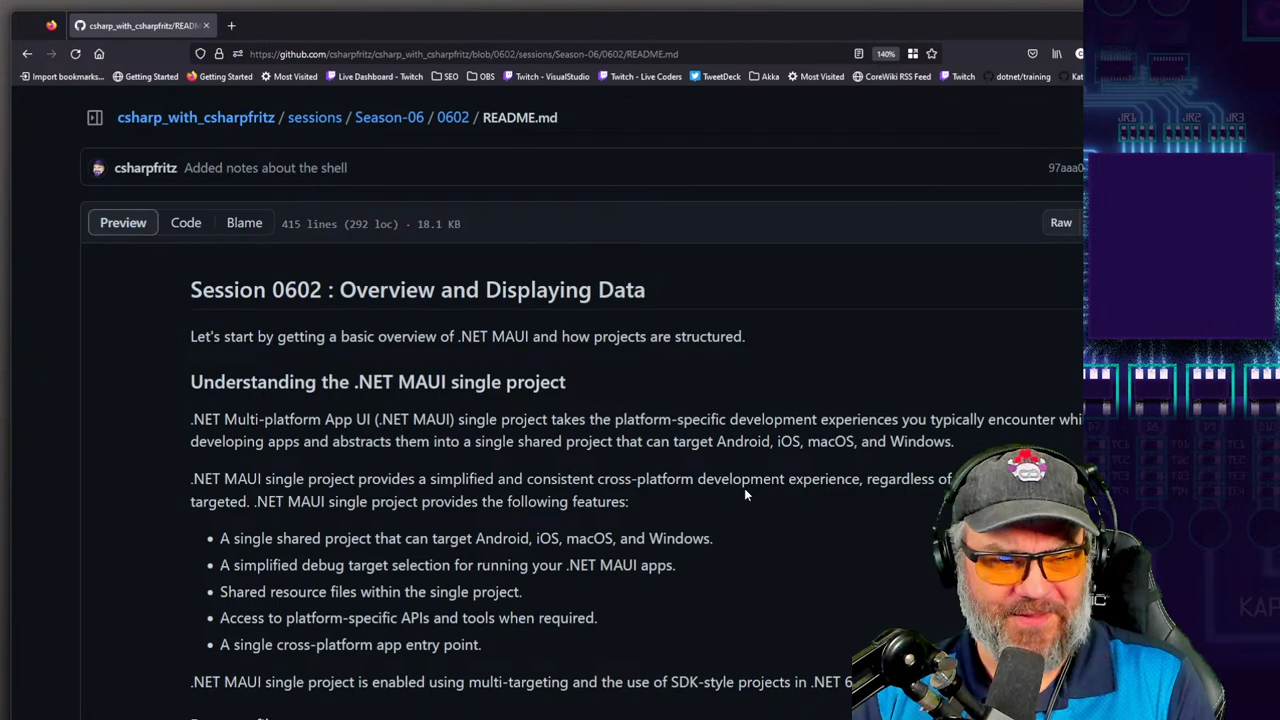 csharp_with_csharpfritz/READM
https://github.com/csharpfritz/csharp_with_csharpfritz/blob/0602/sessions/Season-06/0602/README.md
140%
Import bookmarks...
Getting Started
Getting Started
Most Visited
Live Dashboard - Twitch
SEO
OBS
Twitch - VisualStudio
Twitch - Live Coders
TweetDeck
Akka
Most Visited
CoreWiki RSS Feed
Twitch
dotnet/training
Kat
csharp_with_csharpfritz / sessions / Season-06 / 0602 / README.md
csharpfritz Added notes about the shell
97aaa0
Preview Code Blame 415 lines (292 loc) · 18.1 KB
Raw
Session 0602 : Overview and Displaying Data
Let's start by getting a basic overview of .NET MAUI and how projects are structured.
Understanding the .NET MAUI single project
.NET Multi-platform App UI (.NET MAUI) single project takes the platform-specific development experiences you typically encounter whi
developing apps and abstracts them into a single shared project that can target Android, iOS, macOS, and Windows.
.NET MAUI single project provides a simplified and consistent cross-platform development experience, regardless of
targeted. .NET MAUI single project provides the following features:
• A single shared project that can target Android, iOS, macOS, and Windows.
• A simplified debug target selection for running your .NET MAUI apps.
• Shared resource files within the single project.
• Access to platform-specific APIs and tools when required.
• A single cross-platform app entry point.
.NET MAUI single project is enabled using multi-targeting and the use of SDK-style projects in .NET 6
JR1
JR2
JR3